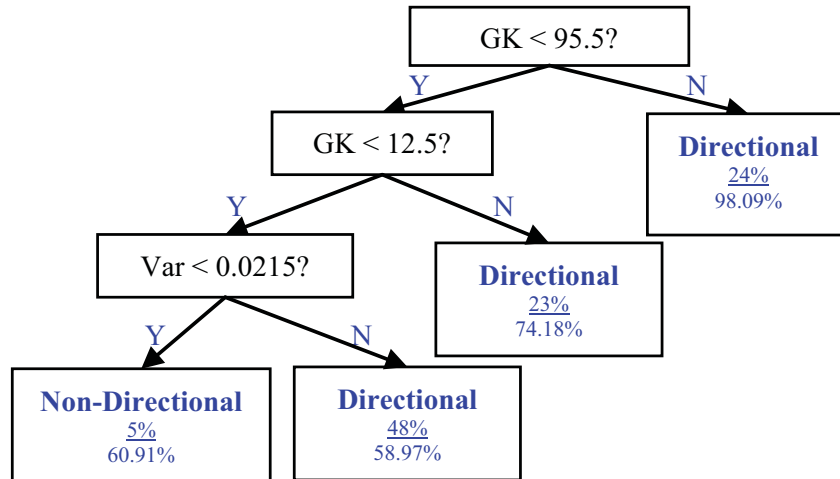 GK < 95.5?
Y
N
GK < 12.5?
Directional
24%
98.09%
Y
N
Var < 0.0215?
Directional
23%
74.18%
Y
N
Non-Directional
5%
60.91%
Directional
48%
58.97%